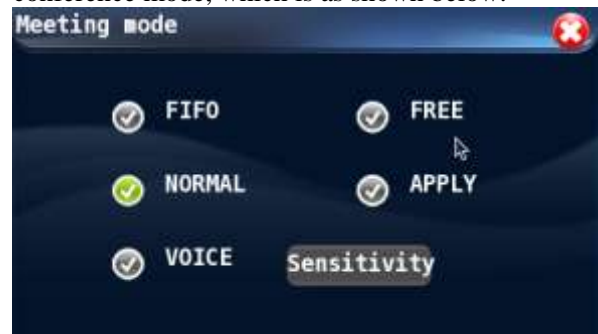 conference mode, which is as shown below:
Meeting mode
FIFO FREE
NORMAL APPLY
VOICE Sensitivity